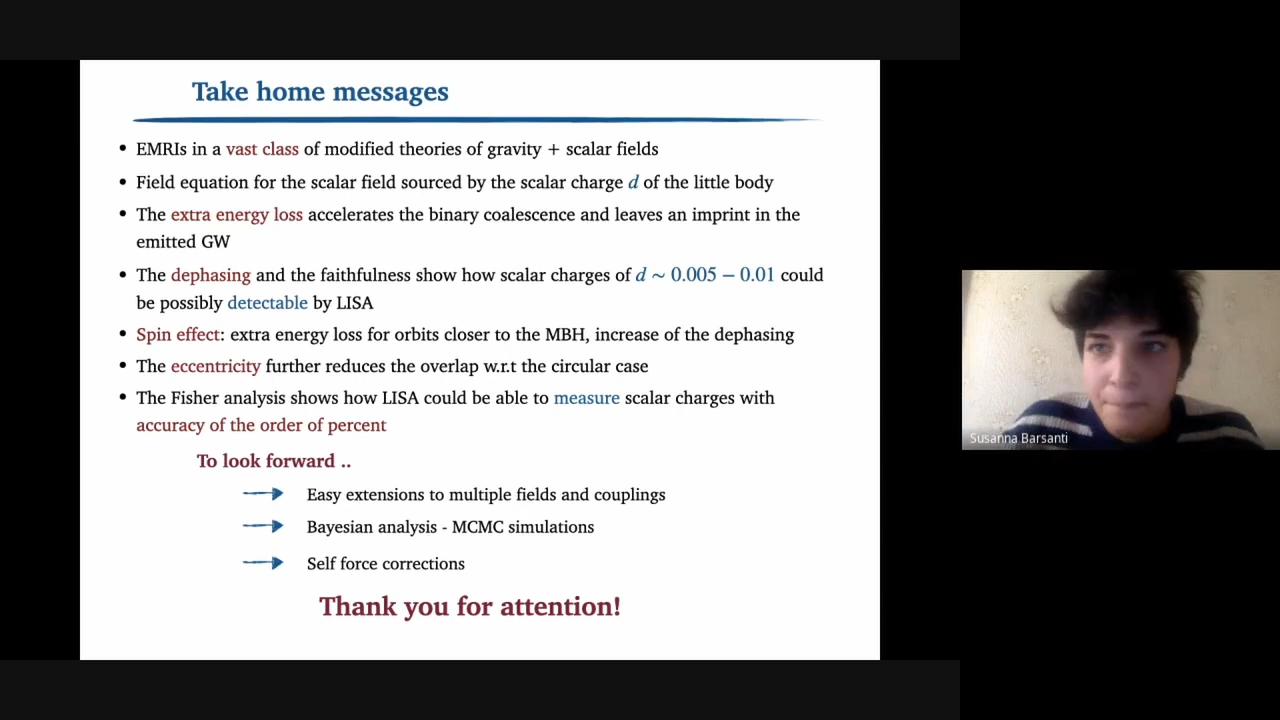 Take home messages
• EMRIs in a vast class of modified theories of gravity + scalar fields
• Field equation for the scalar field sourced by the scalar charge d of the little body
• The extra energy loss accelerates the binary coalescence and leaves an imprint in the
emitted GW
• The dephasing and the faithfulness show how scalar charges of d ∼ 0.005 − 0.01 could
be possibly detectable by LISA
• Spin effect: extra energy loss for orbits closer to the MBH, increase of the dephasing
• The eccentricity further reduces the overlap w.r.t the circular case
• The Fisher analysis shows how LISA could be able to measure scalar charges with
accuracy of the order of percent
To look forward ..
Easy extensions to multiple fields and couplings
Bayesian analysis - MCMC simulations
Self force corrections
Thank you for attention!
Susanna Barsanti